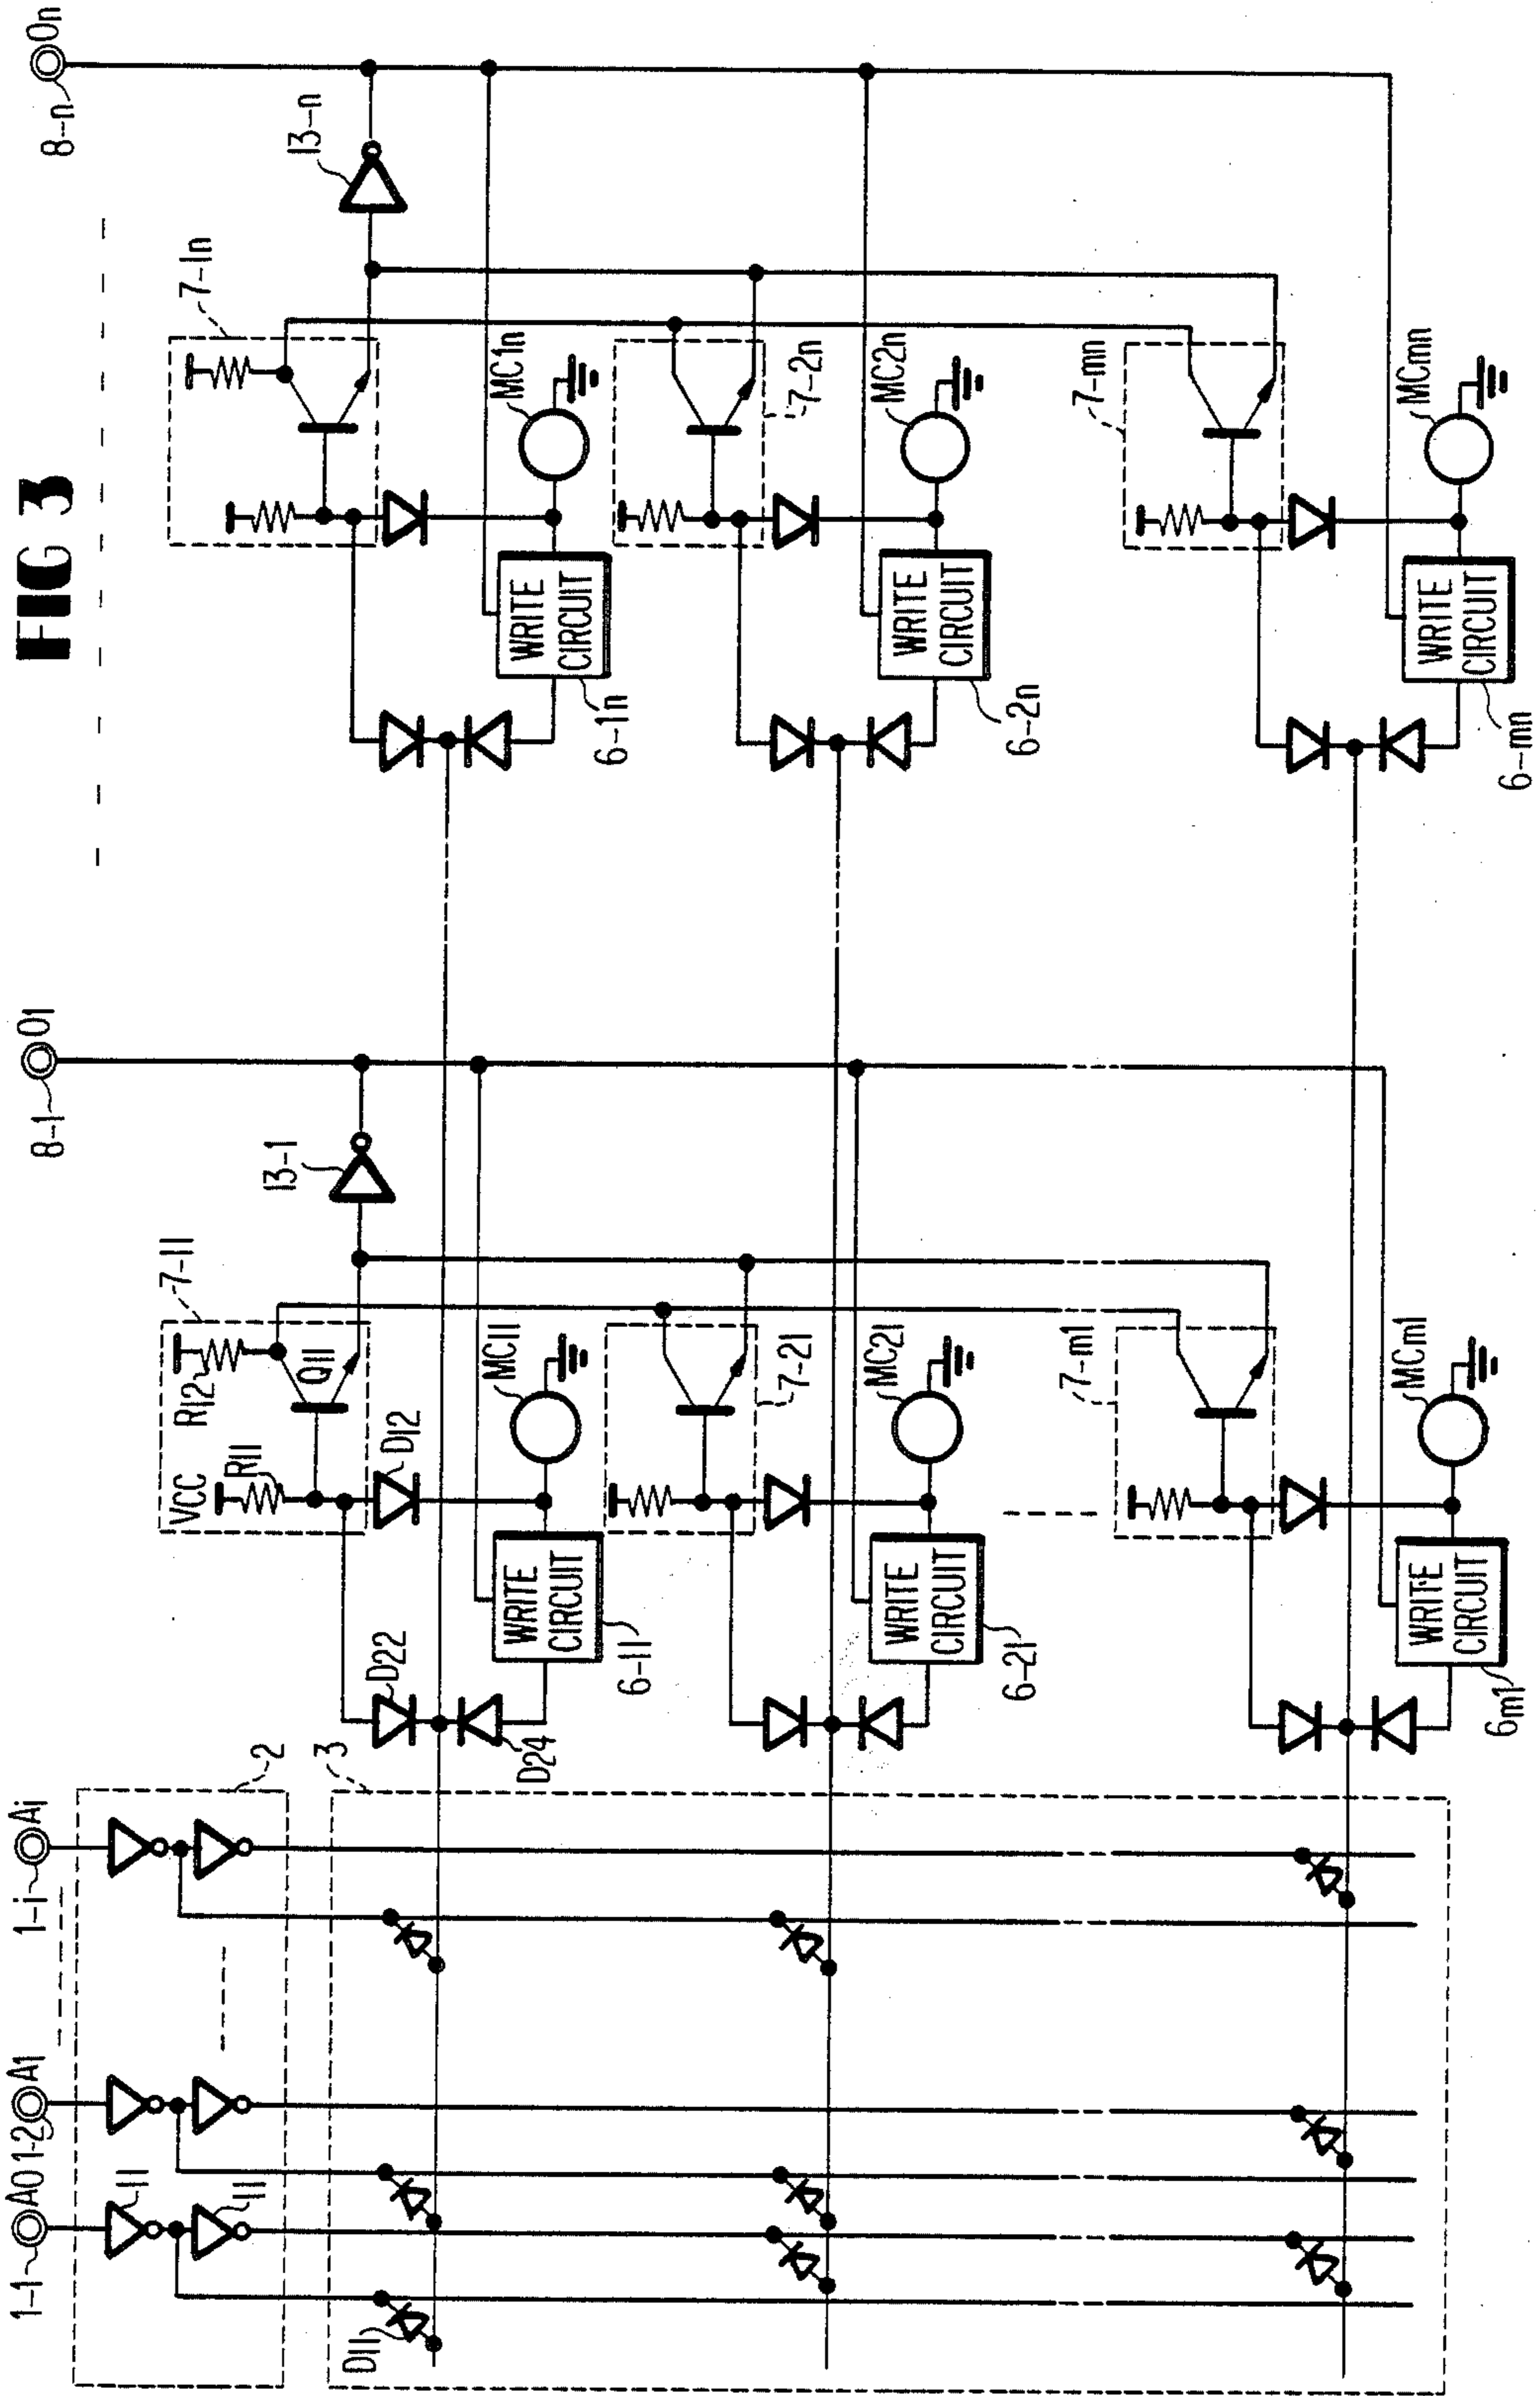 FIG 3
8-n On
13-n
7-1n
MC1n
WRITE CIRCUIT
6-1n
7-2n
MC2n
WRITE CIRCUIT
6-2n
7-mn
MCmn
WRITE CIRCUIT
6-mn
8-1 O1
13-1
7-11
R12
Q11
VCC
R11
D12
MC11
WRITE CIRCUIT
6-11
D22
D24
7-21
MC21
WRITE CIRCUIT
6-21
7-m1
MCm1
WRITE CIRCUIT
6m1
2
3
1-i Ai
1-2 A1
1-1 A0
11
11
D11